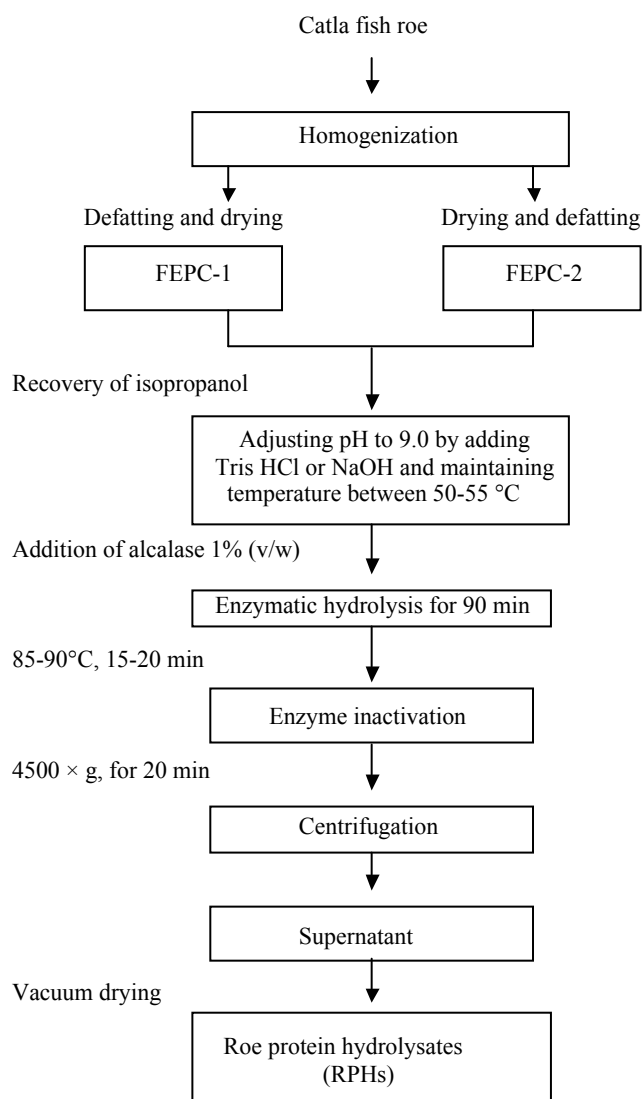 Catla fish roe
Homogenization
Defatting and drying
Drying and defatting
FEPC-1
FEPC-2
Recovery of isopropanol
Adjusting pH to 9.0 by adding
Tris HCl or NaOH and maintaining
temperature between 50-55 °C
Addition of alcalase 1% (v/w)
Enzymatic hydrolysis for 90 min
85-90°C, 15-20 min
Enzyme inactivation
4500 × g, for 20 min
Centrifugation
Supernatant
Vacuum drying
Roe protein hydrolysates
(RPHs)